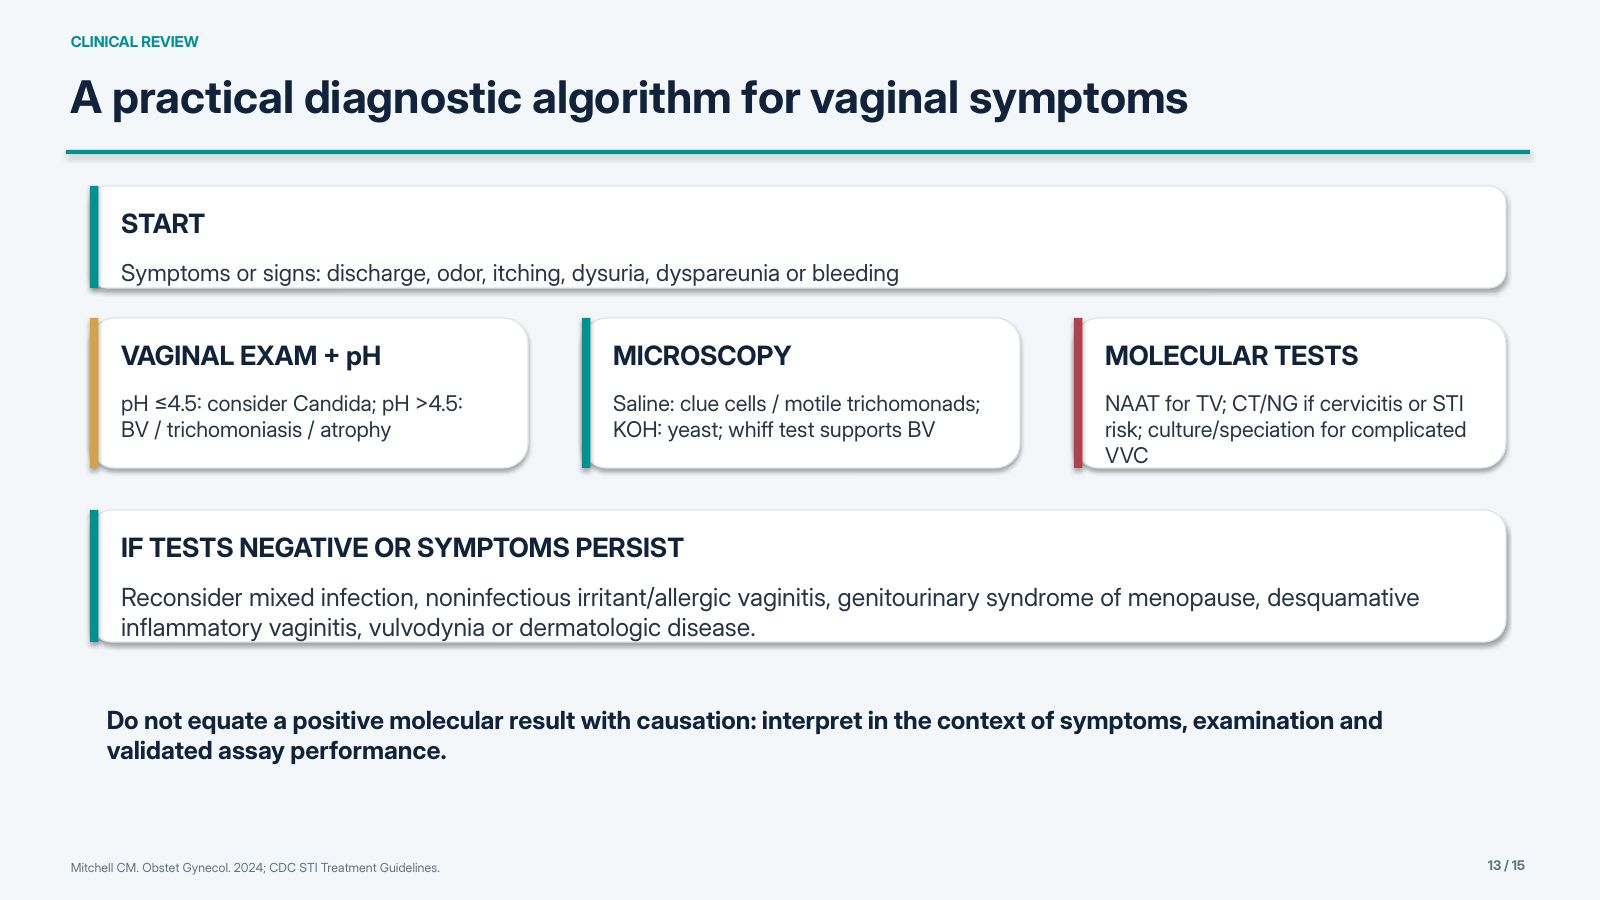 CLINICAL REVIEW
A practical diagnostic algorithm for vaginal symptoms
START
Symptoms or signs: discharge, odor, itching, dysuria, dyspareunia or bleeding
VAGINAL EXAM + pH
pH ≤4.5: consider Candida; pH >4.5:
BV / trichomoniasis / atrophy
MICROSCOPY
Saline: clue cells / motile trichomonads;
KOH: yeast; whiff test supports BV
MOLECULAR TESTS
NAAT for TV; CT/NG if cervicitis or STI
risk; culture/speciation for complicated
VVC
IF TESTS NEGATIVE OR SYMPTOMS PERSIST
Reconsider mixed infection, noninfectious irritant/allergic vaginitis, genitourinary syndrome of menopause, desquamative
inflammatory vaginitis, vulvodynia or dermatologic disease.
Do not equate a positive molecular result with causation: interpret in the context of symptoms, examination and
validated assay performance.
Mitchell CM. Obstet Gynecol. 2024; CDC STI Treatment Guidelines.
13 / 15